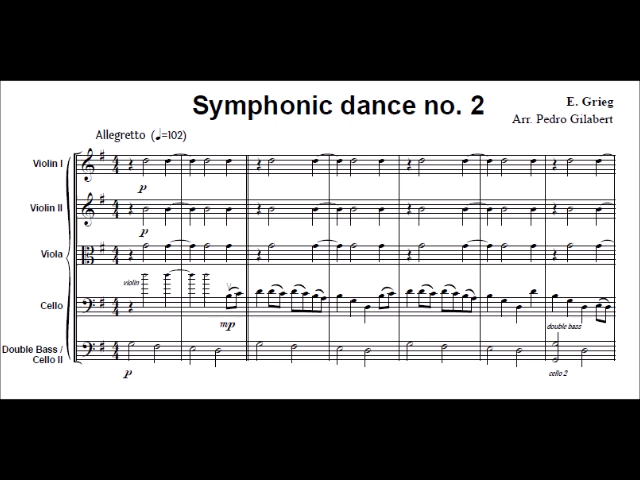 Symphonic dance no. 2
E. Grieg
Arr. Pedro Gilabert
Allegretto (♩=102)
Violin I
p
Violin II
p
Viola
violin
Cello
mp
double bass
Double Bass /
Cello II
p
cello 2